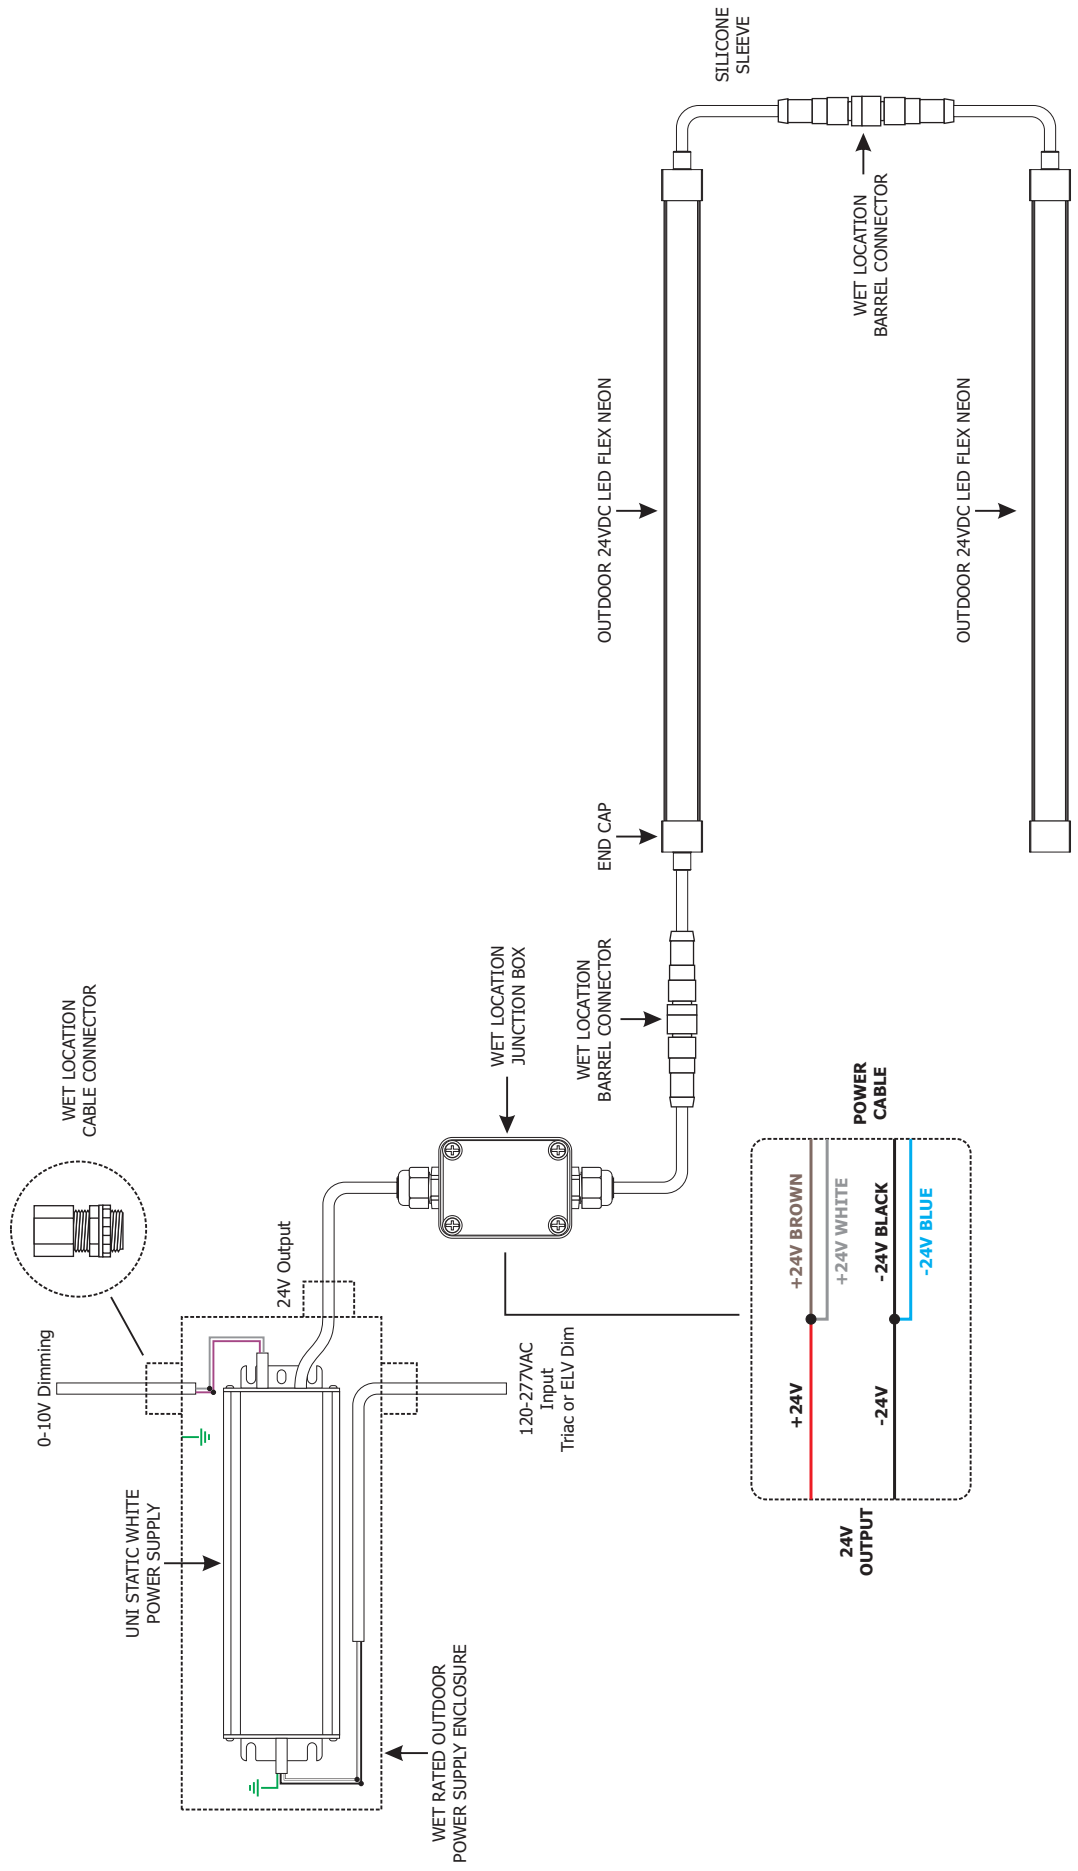 WET LOCATION
CABLE CONNECTOR
0-10V Dimming
UNI STATIC WHITE
POWER SUPPLY
24V Output
120-277VAC
Input
Triac or ELV Dim
WET RATED OUTDOOR
POWER SUPPLY ENCLOSURE
WET LOCATION
JUNCTION BOX
WET LOCATION
BARREL CONNECTOR
END CAP
OUTDOOR 24VDC LED FLEX NEON
SILICONE
SLEEVE
WET LOCATION
BARREL CONNECTOR
OUTDOOR 24VDC LED FLEX NEON
24V
OUTPUT
+24V
-24V
+24V BROWN
+24V WHITE
-24V BLACK
-24V BLUE
POWER
CABLE